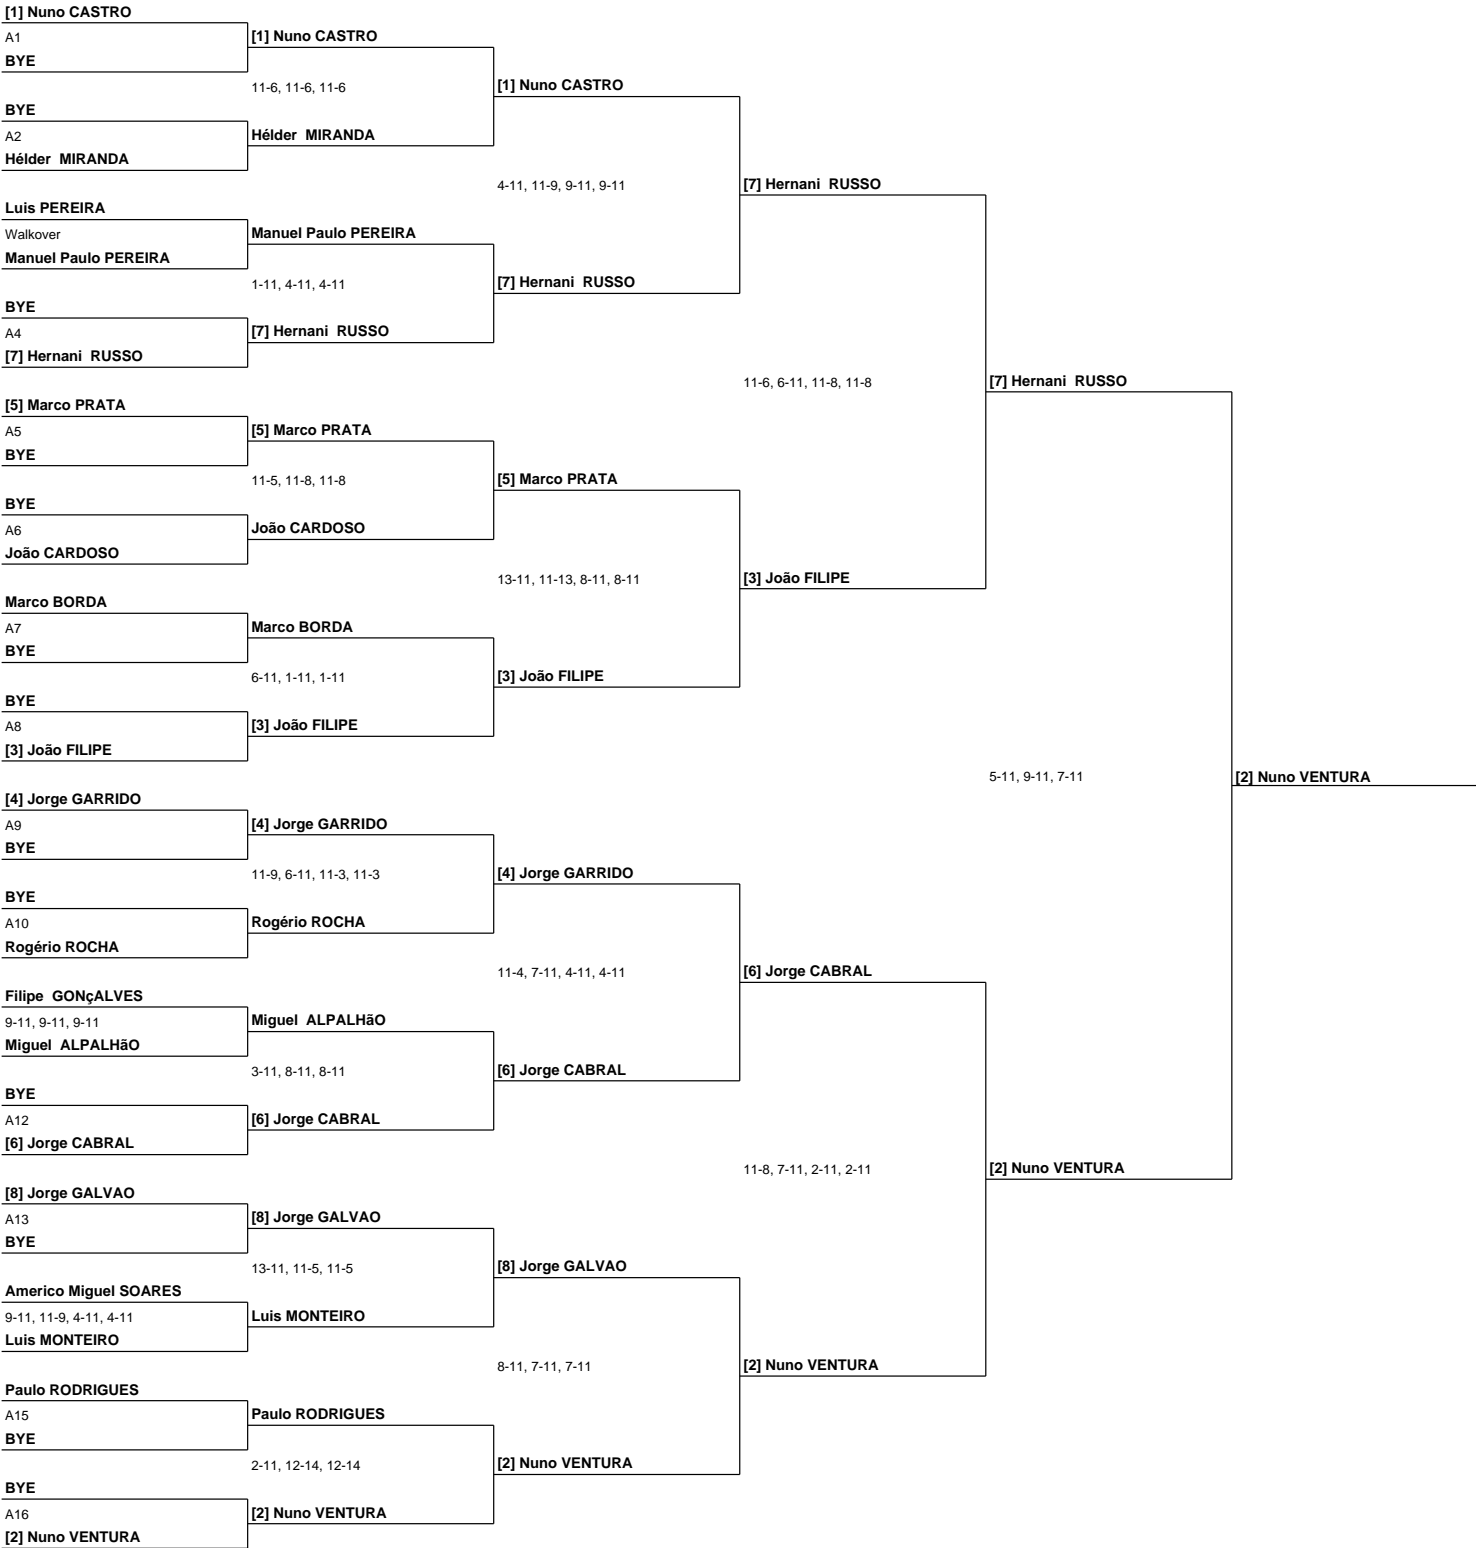 [1] Nuno CASTRO
A1
BYE
BYE
A2
Hélder  MIRANDA
Luis PEREIRA
Walkover
Manuel Paulo PEREIRA
BYE
A4
[7] Hernani  RUSSO
[5] Marco PRATA
A5
BYE
BYE
A6
João CARDOSO
Marco BORDA
A7
BYE
BYE
A8
[3] João FILIPE
[4] Jorge GARRIDO
A9
BYE
BYE
A10
Rogério ROCHA
Filipe  GONçALVES
9-11, 9-11, 9-11
Miguel  ALPALHãO
BYE
A12
[6] Jorge CABRAL
[8] Jorge GALVAO
A13
BYE
Americo Miguel SOARES
9-11, 11-9, 4-11, 4-11
Luis MONTEIRO
Paulo RODRIGUES
A15
BYE
BYE
A16
[2] Nuno VENTURA
[1] Nuno CASTRO
11-6, 11-6, 11-6
Hélder  MIRANDA
Manuel Paulo PEREIRA
1-11, 4-11, 4-11
[7] Hernani  RUSSO
[5] Marco PRATA
11-5, 11-8, 11-8
João CARDOSO
Marco BORDA
6-11, 1-11, 1-11
[3] João FILIPE
[4] Jorge GARRIDO
11-9, 6-11, 11-3, 11-3
Rogério ROCHA
Miguel  ALPALHãO
3-11, 8-11, 8-11
[6] Jorge CABRAL
[8] Jorge GALVAO
13-11, 11-5, 11-5
Luis MONTEIRO
Paulo RODRIGUES
2-11, 12-14, 12-14
[2] Nuno VENTURA
[1] Nuno CASTRO
4-11, 11-9, 9-11, 9-11
[7] Hernani  RUSSO
[5] Marco PRATA
13-11, 11-13, 8-11, 8-11
[3] João FILIPE
[4] Jorge GARRIDO
11-4, 7-11, 4-11, 4-11
[6] Jorge CABRAL
[8] Jorge GALVAO
8-11, 7-11, 7-11
[2] Nuno VENTURA
[7] Hernani  RUSSO
11-6, 6-11, 11-8, 11-8
[3] João FILIPE
[6] Jorge CABRAL
11-8, 7-11, 2-11, 2-11
[2] Nuno VENTURA
[7] Hernani  RUSSO
5-11, 9-11, 7-11
[2] Nuno VENTURA
[2] Nuno VENTURA